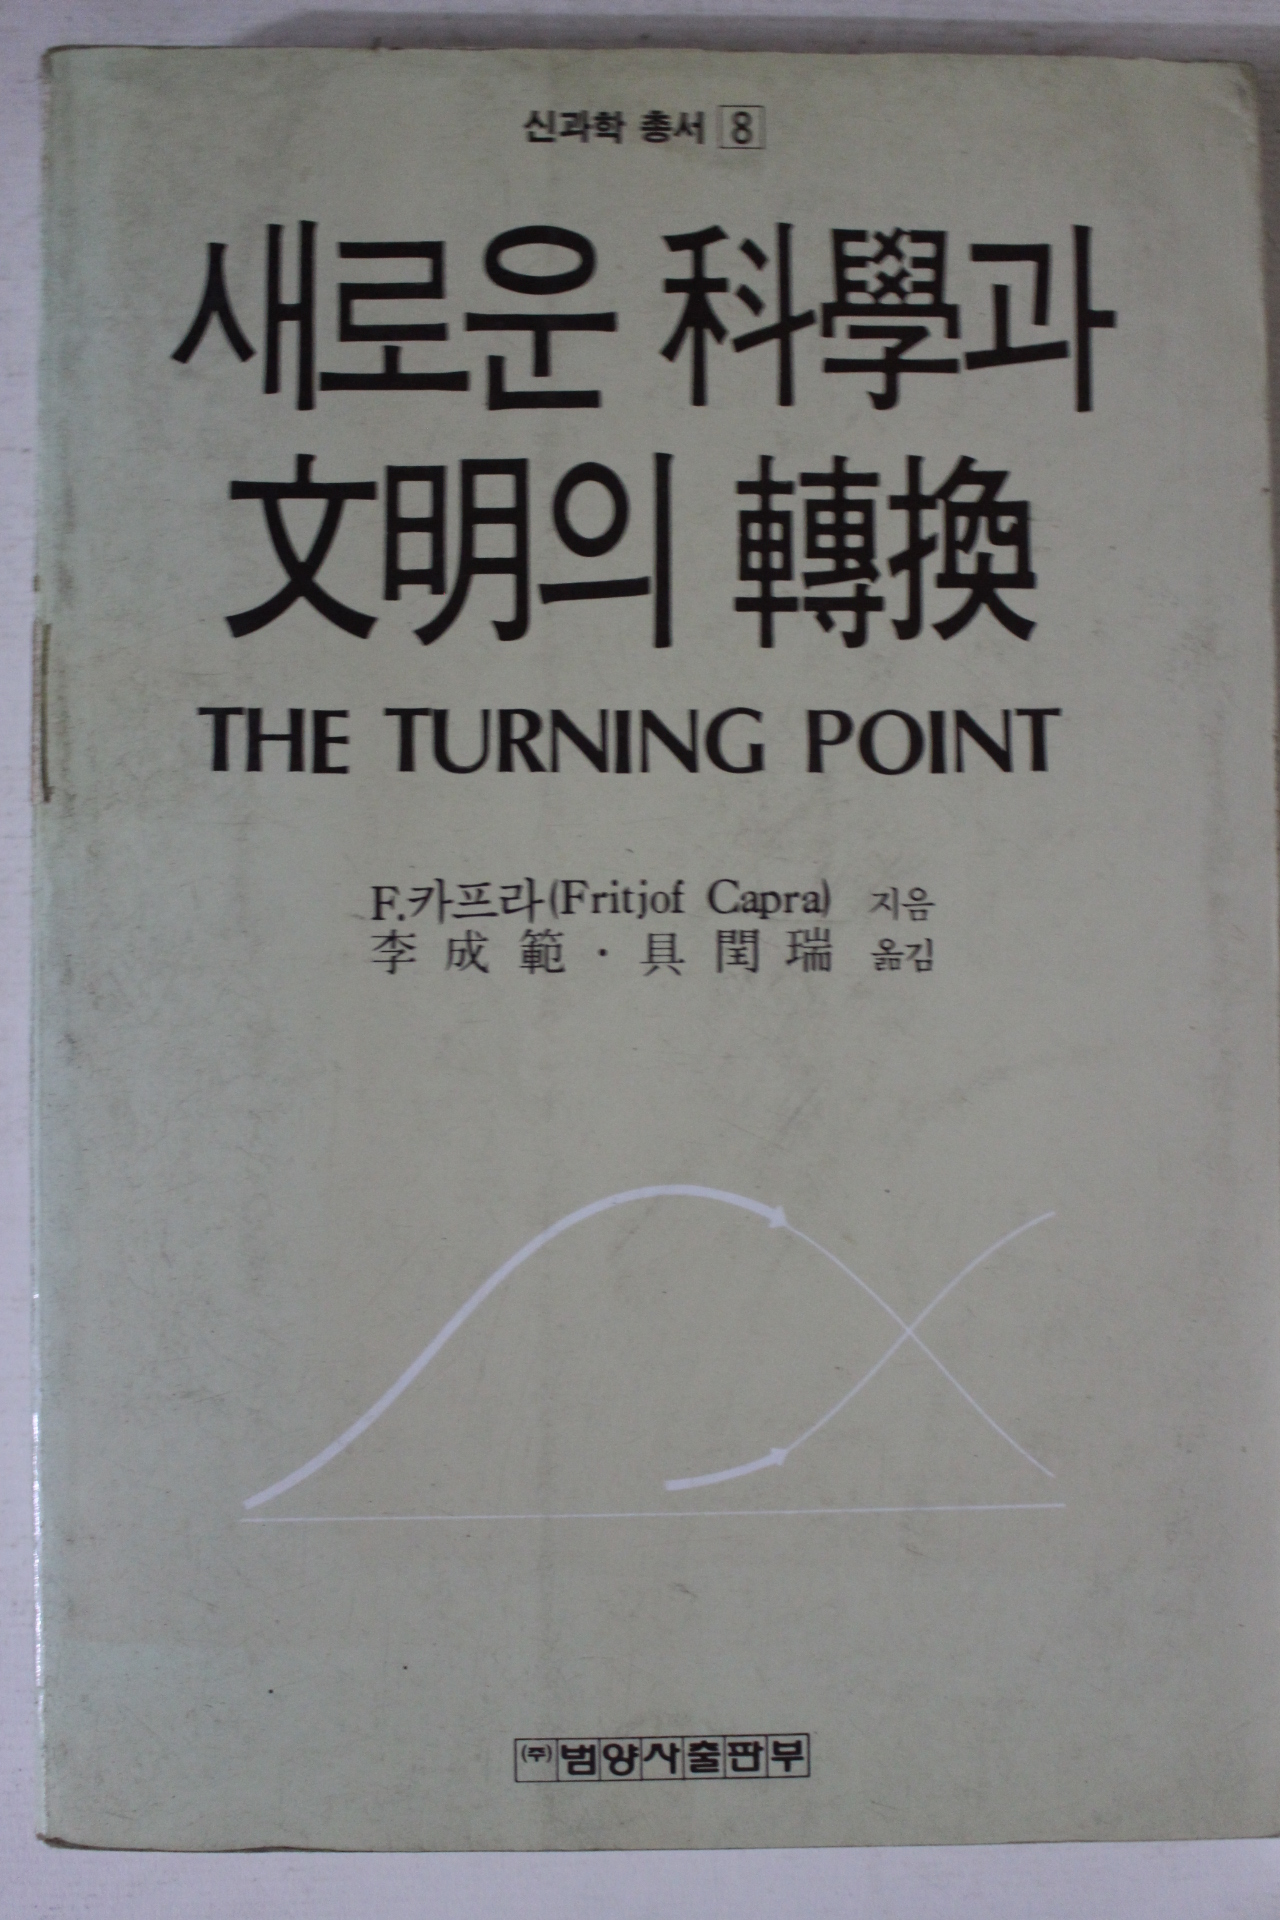 신과학 총서 8
새로운 科學과
文明의 轉換
THE TURNING POINT
F.카프라(Fritjof Capra) 지음
李成範·具閏瑞 옮김
(주)범양사출판부